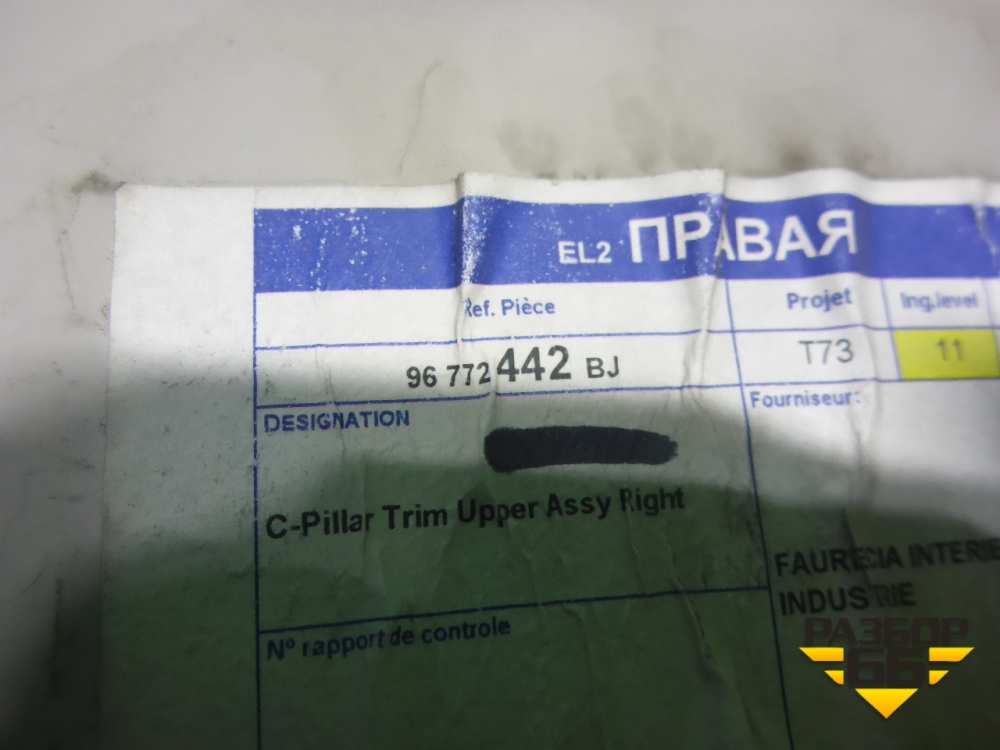 EL2 ПРАВАЯ
Ref. Pièce
Projet
Ing.level
96 772 442 BJ
T73
11
DESIGNATION
Fourniseur:
C-Pillar Trim Upper Assy Right
FAURECIA INTERIE
INDUSTRIE
N° rapport de controle
РАЗБОР
66